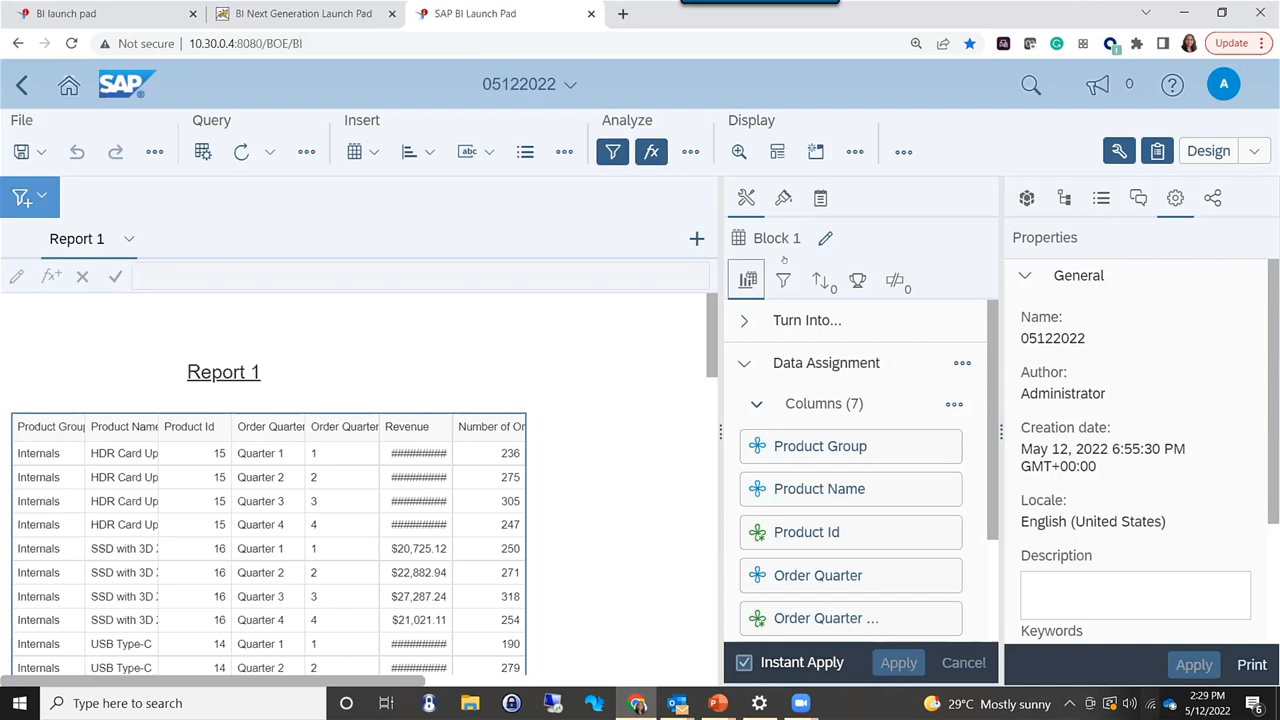 BI launch pad
BI Next Generation Launch Pad
SAP BI Launch Pad
Not secure
10.30.0.4:8080/BOE/BI
Update
SAP
05122022
0
A
File
Query
Insert
Analyze
Display
abc
fx
Design
Report 1
Block 1
Properties
fx+
0
0
General
Turn Into...
Name:
05122022
Data Assignment
Author:
Administrator
Columns (7)
Creation date:
May 12, 2022 6:55:30 PM
GMT+00:00
Product Group
Product Name
Product Id
Order Quarter
Order Quarter ...
Locale:
English (United States)
Description
Keywords
Report 1
Product Grou Product Name Product Id Order Quarter Order Quarter Revenue Number of Or
Internals HDR Card Up 15 Quarter 1 1 ######### 236
Internals HDR Card Up 15 Quarter 2 2 ######### 275
Internals HDR Card Up 15 Quarter 3 3 ######### 305
Internals HDR Card Up 15 Quarter 4 4 ######### 247
Internals SSD with 3D 16 Quarter 1 1 $20,725.12 250
Internals SSD with 3D 16 Quarter 2 2 $22,882.94 271
Internals SSD with 3D 16 Quarter 3 3 $27,287.24 318
Internals SSD with 3D 16 Quarter 4 4 $21,021.11 254
Internals USB Type-C 14 Quarter 1 1 ######### 190
Internals USB Type-C 14 Quarter 2 2 ######### 279
Instant Apply
Apply
Cancel
Apply
Print
Type here to search
29°C Mostly sunny
2:29 PM
5/12/2022
6